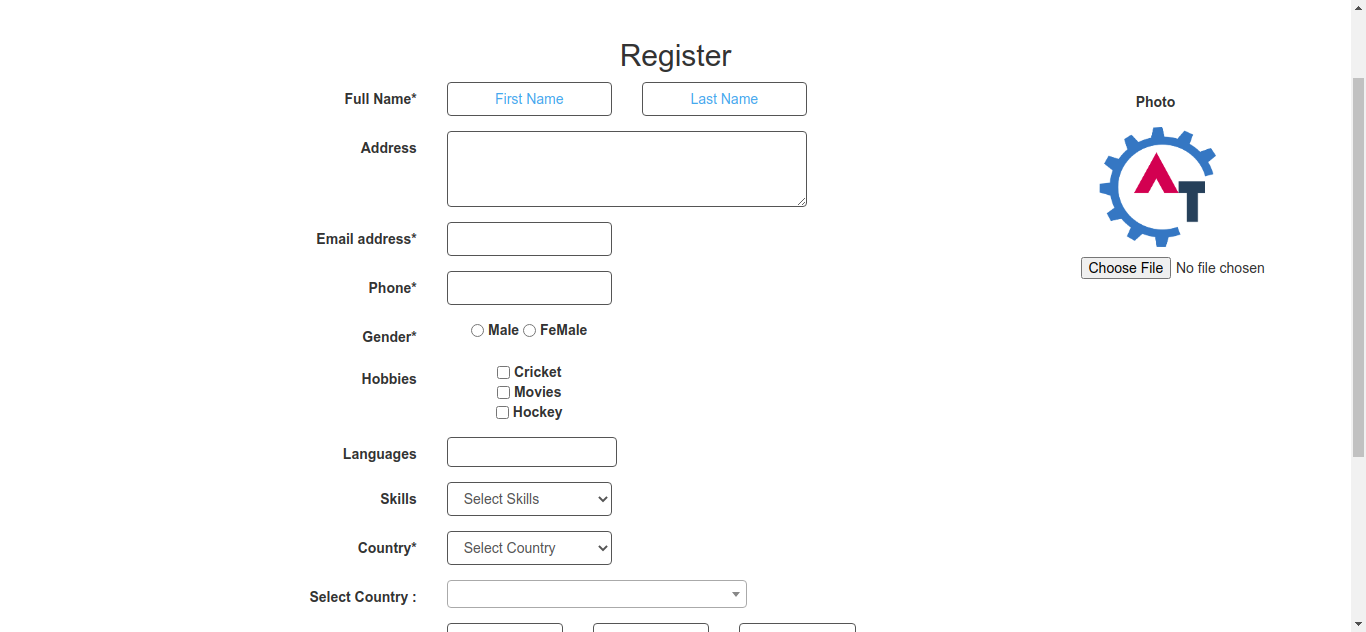 Register
Full Name*
First Name
Last Name
Photo
Address
AT
Choose File No file chosen
Email address*
Phone*
Gender*
Male FeMale
Hobbies
Cricket
Movies
Hockey
Languages
Skills
Select Skills
Country*
Select Country
Select Country :